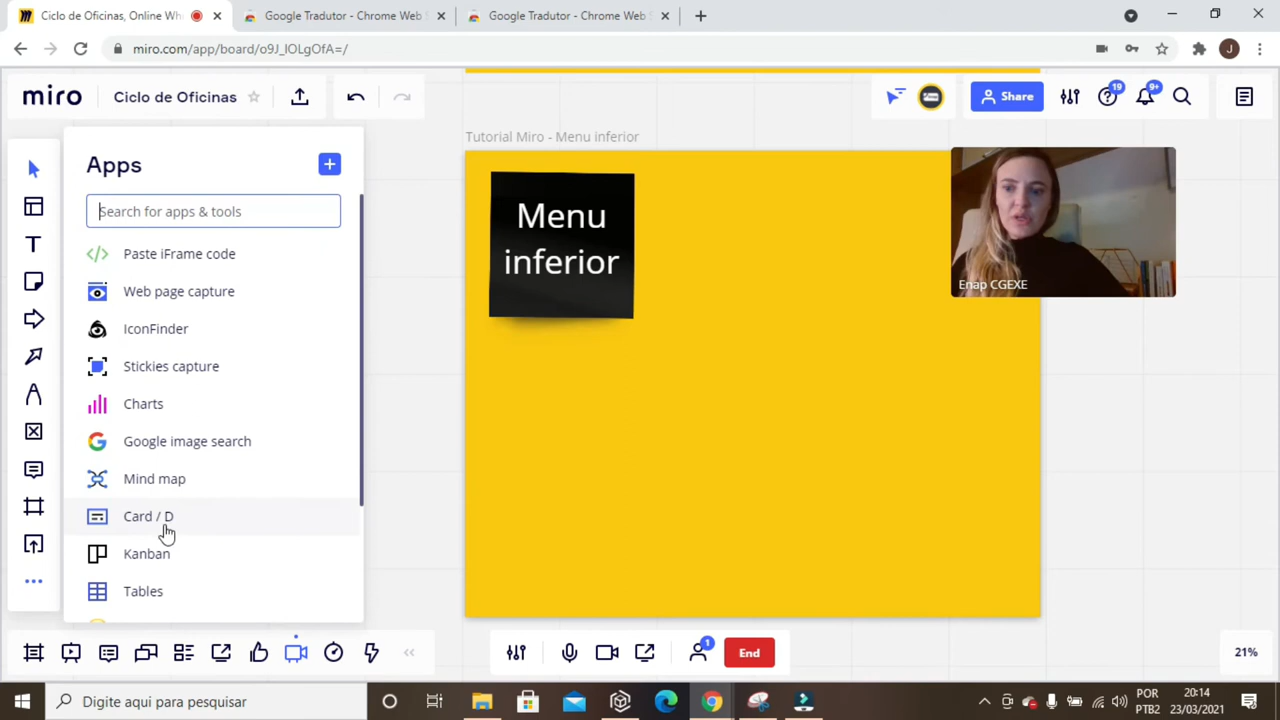 Ciclo de Oficinas, Online Wh
Google Tradutor - Chrome Web S
Google Tradutor - Chrome Web S
miro.com/app/board/o9J_lOLgOfA=/
miro
Ciclo de Oficinas
Share
19
9+
J
Apps
Search for apps & tools
Paste iFrame code
Web page capture
IconFinder
Stickies capture
Charts
Google image search
Mind map
Card / D
Kanban
Tables
Tutorial Miro - Menu inferior
Menu
inferior
Enap CGEXE
1
End
21%
Digite aqui para pesquisar
POR
PTB2
20:14
23/03/2021